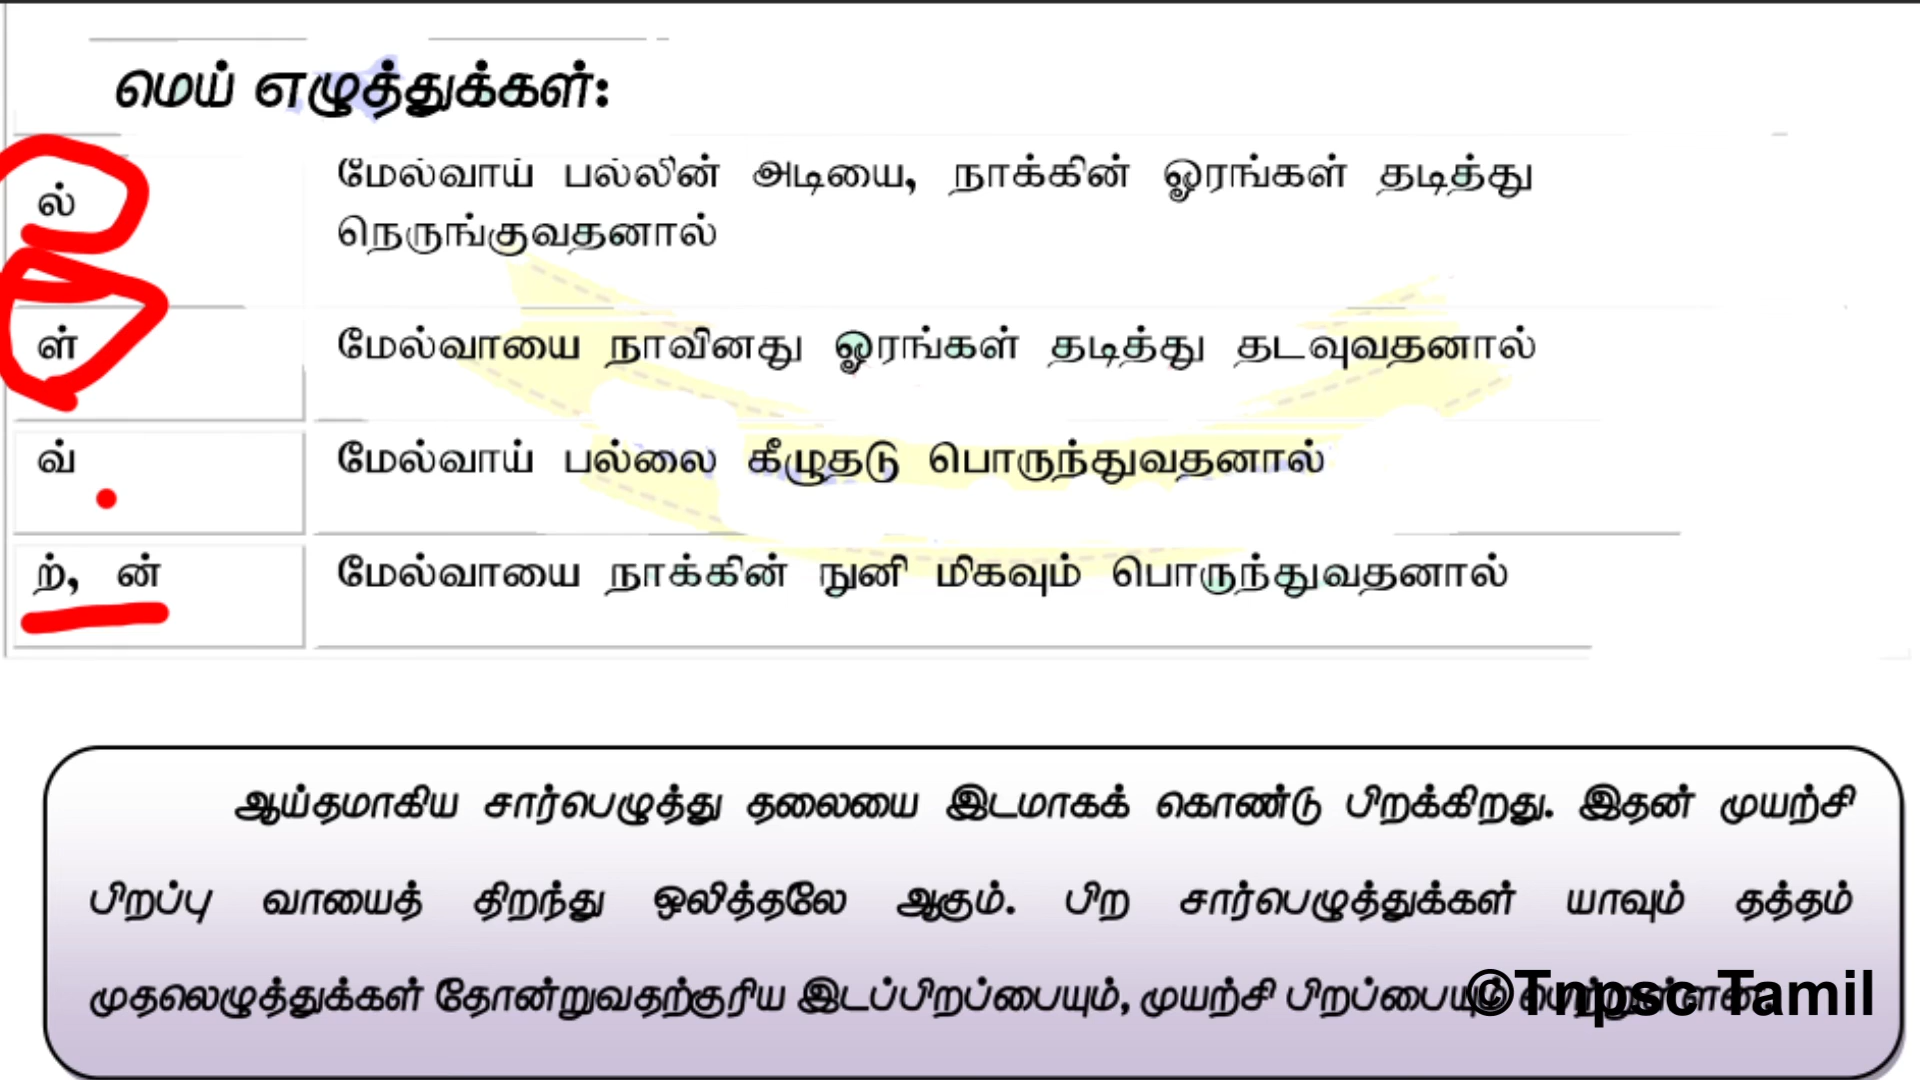 மெய் எழுத்துக்கள்:
ல் மேல்வாய் பல்லின் அடியை, நாக்கின் ஓரங்கள் தடித்து
நெருங்குவதனால்
ள் மேல்வாயை நாவினது ஓரங்கள் தடித்து தடவுவதனால்
வ் மேல்வாய் பல்லை கீழுதடு பொருந்துவதனால்
ற், ன் மேல்வாயை நாக்கின் நுனி மிகவும் பொருந்துவதனால்
ஆய்தமாகிய சார்பெழுத்து தலையை இடமாகக் கொண்டு பிறக்கிறது. இதன் முயற்சி
பிறப்பு வாயைத் திறந்து ஒலித்தலே ஆகும். பிற சார்பெழுத்துக்கள் யாவும் தத்தம்
முதலெழுத்துக்கள் தோன்றுவதற்குரிய இடப்பிறப்பையும், முயற்சி பிறப்பையும்
©Tnpsc Tamil